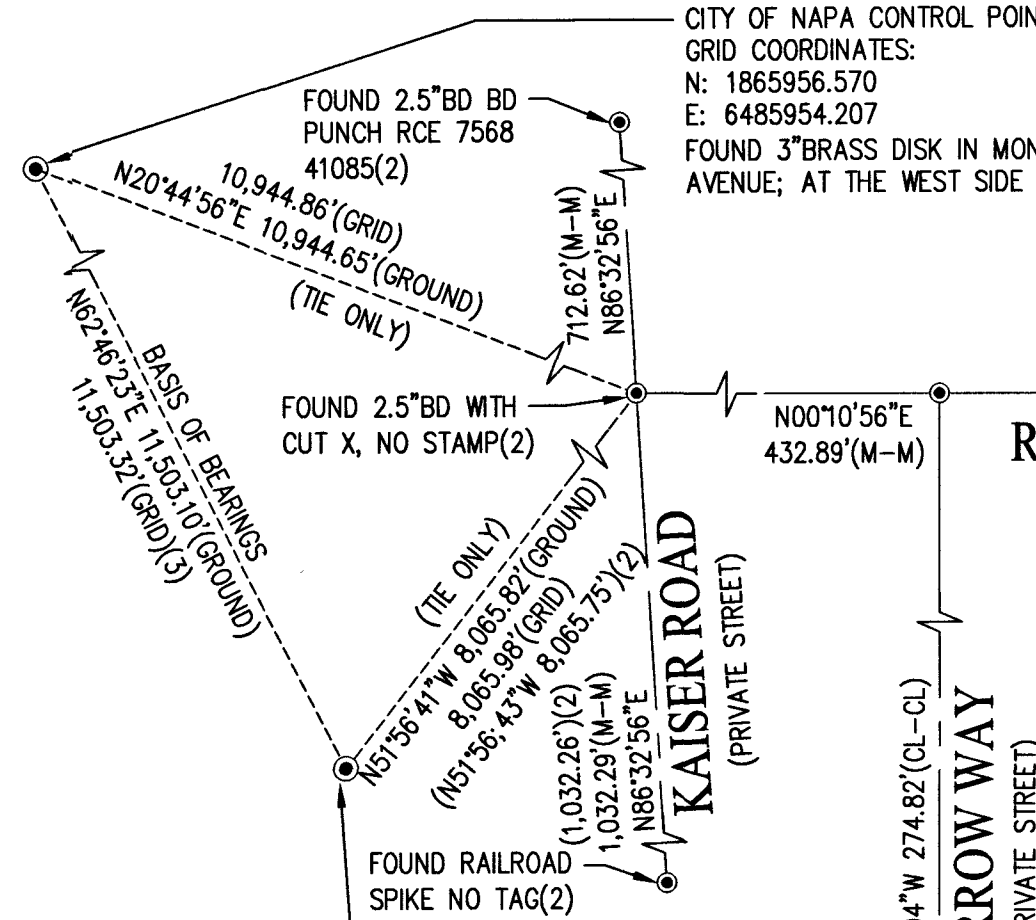 CITY OF NAPA CONTROL POIN
GRID COORDINATES:
N: 1865956.570
E: 6485954.207
FOUND 3"BRASS DISK IN MON
AVENUE; AT THE WEST SIDE
FOUND 2.5"BD BD
PUNCH RCE 7568
41085(2)
10,944.86'(GRID)
N20°44'56"E 10,944.65'(GROUND)
(TIE ONLY)
712.62'(M-M)
N86°32'56"E
BASIS OF BEARINGS
N62°46'23"E 11,503.10'(GROUND)
11,503.32'(GRID)(3)
FOUND 2.5"BD WITH
CUT X, NO STAMP(2)
N00°10'56"E
432.89'(M-M)
R
(TIE ONLY)
N51°56'41"W 8,065.82'(GROUND)
8,065.98'(GRID)
(N51°56;43"W 8,065.75')(2)
(1,032.26')(2)
1,032.29'(M-M)
N86°32'56"E
KAISER ROAD
(PRIVATE STREET)
4"W 274.82'(CL-CL)
ROW WAY
RIVATE STREET)
FOUND RAILROAD
SPIKE NO TAG(2)